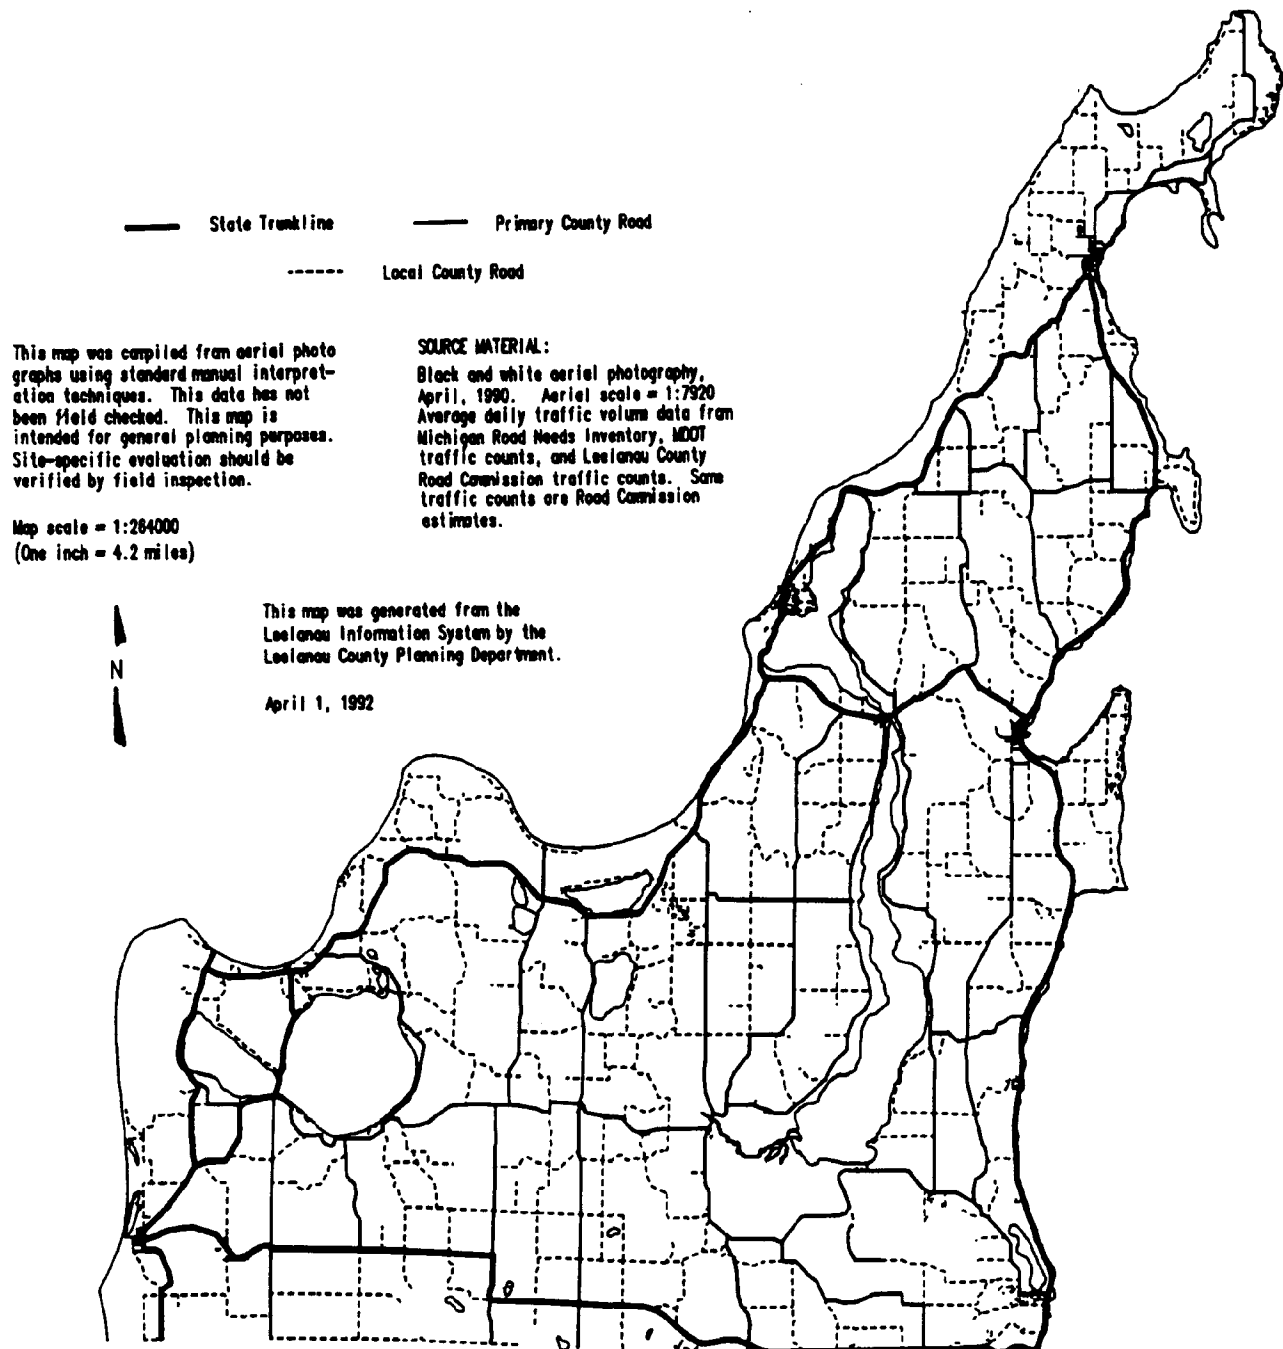 State Trunkline
Primary County Road
Local County Road
This map was compiled from aerial photo
graphs using standard manual interpret-
ation techniques.  This data has not
been field checked.  This map is
intended for general planning purposes.
Site-specific evaluation should be
verified by field inspection.
Map scale = 1:264000
(One inch = 4.2 miles)
SOURCE MATERIAL:
Black and white aerial photography,
April, 1990.  Aerial scale = 1:7920
Average daily traffic volume data from
Michigan Road Needs Inventory, MDOT
traffic counts, and Leelanau County
Road Commission traffic counts.  Some
traffic counts are Road Commission
estimates.
N
This map was generated from the
Leelanau Information System by the
Leelanau County Planning Department.
April 1, 1992